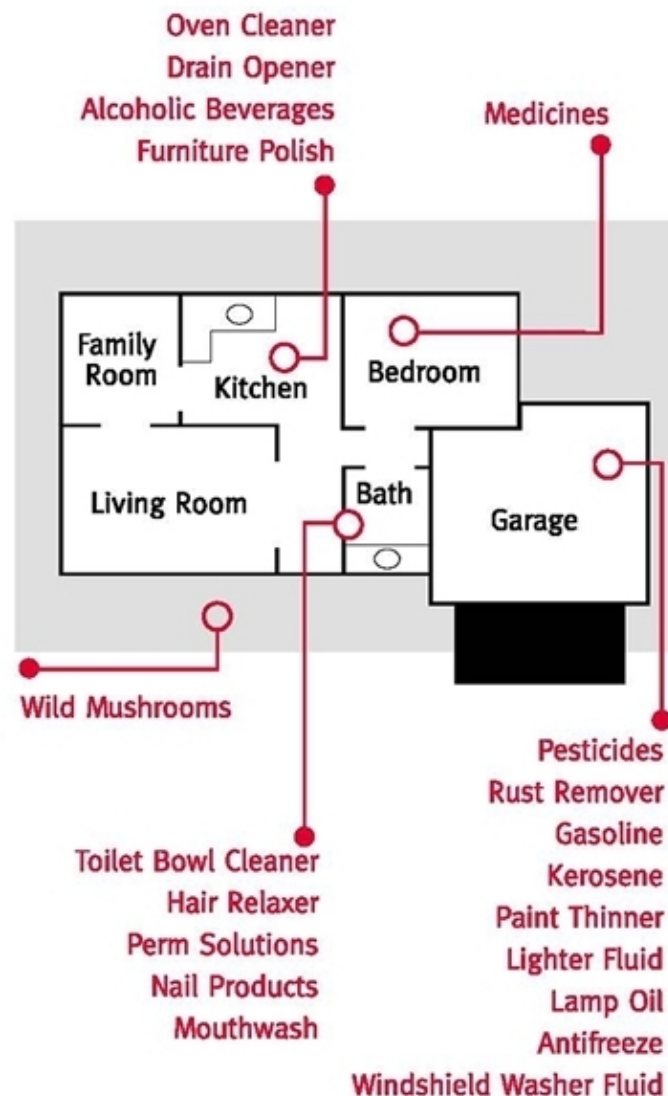 Oven Cleaner
Drain Opener
Alcoholic Beverages
Furniture Polish
Medicines
Family
Room
Kitchen
Bedroom
Living Room
Bath
Garage
Wild Mushrooms
Toilet Bowl Cleaner
Hair Relaxer
Perm Solutions
Nail Products
Mouthwash
Pesticides
Rust Remover
Gasoline
Kerosene
Paint Thinner
Lighter Fluid
Lamp Oil
Antifreeze
Windshield Washer Fluid